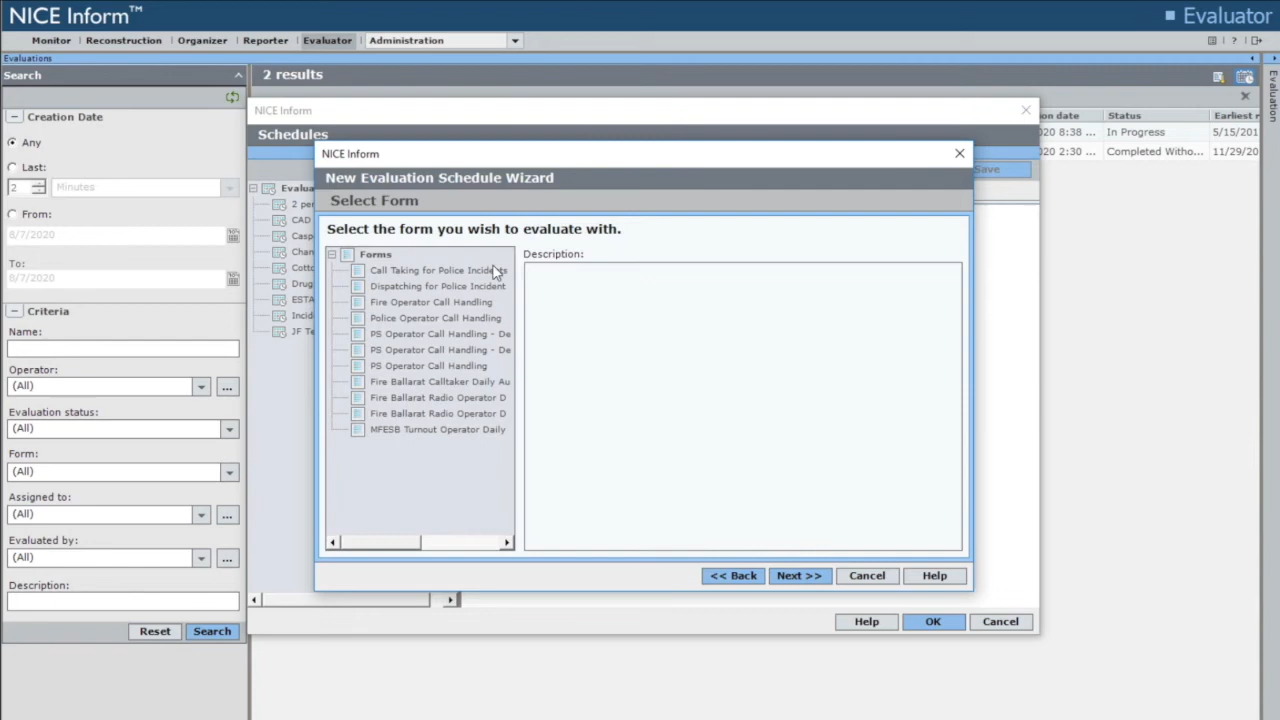 NICE Inform™
Evaluator
Monitor Reconstruction Organizer Reporter Evaluator Administration
?
Evaluations
Search
2 results
Evaluation
Creation Date
Any
Last:
2 Minutes
From:
8/7/2020
To:
8/7/2020
Criteria
Name:
Operator:
(All) ...
Evaluation status:
(All)
Form:
(All)
Assigned to:
(All) ...
Evaluated by:
(All) ...
Description:
Reset Search
on date Status Earliest r
020 8:38 ... In Progress 5/15/201
020 2:30 ... Completed Witho... 11/29/20
NICE Inform
Schedules
Save
Evalua
2 per
CAD
Casp
Chan
Cotto
Drug
ESTA
Incid
JF Te
Help OK Cancel
NICE Inform
New Evaluation Schedule Wizard
Select Form
Select the form you wish to evaluate with.
Forms
Call Taking for Police Incidents
Dispatching for Police Incident
Fire Operator Call Handling
Police Operator Call Handling
PS Operator Call Handling - De
PS Operator Call Handling - De
PS Operator Call Handling
Fire Ballarat Calltaker Daily Au
Fire Ballarat Radio Operator D
Fire Ballarat Radio Operator D
MFESB Turnout Operator Daily
Description:
<< Back Next >> Cancel Help